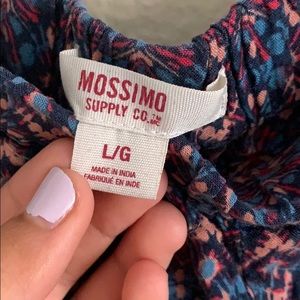 MOSSIMO
SUPPLY CO.
L/G
MADE IN INDIA
FABRIQUÉ EN INDE